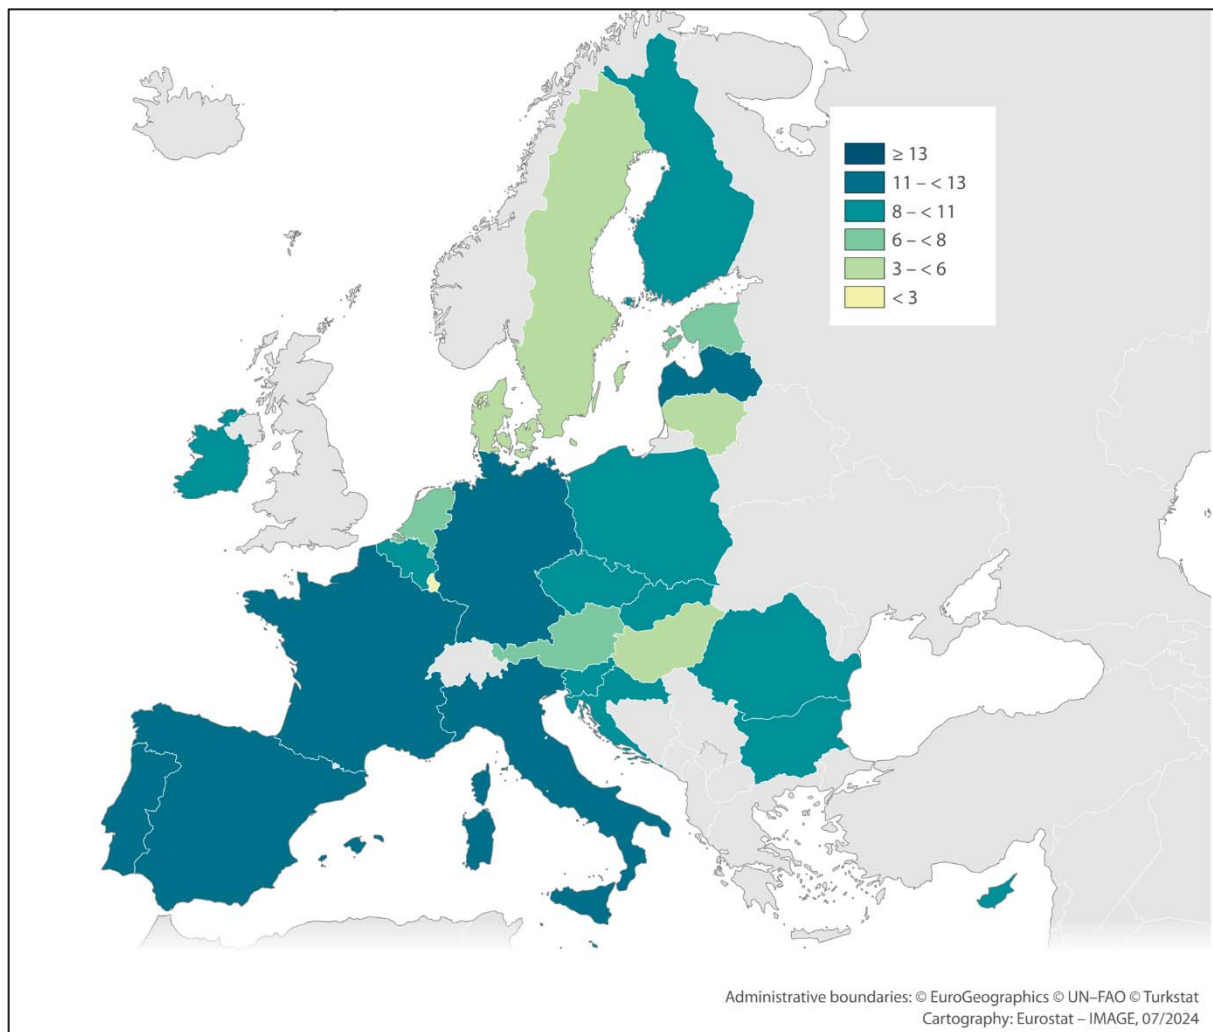 ≥ 13
11 – < 13
8 – < 11
6 – < 8
3 – < 6
< 3
Administrative boundaries: © EuroGeographics © UN–FAO © Turkstat
Cartography: Eurostat – IMAGE, 07/2024